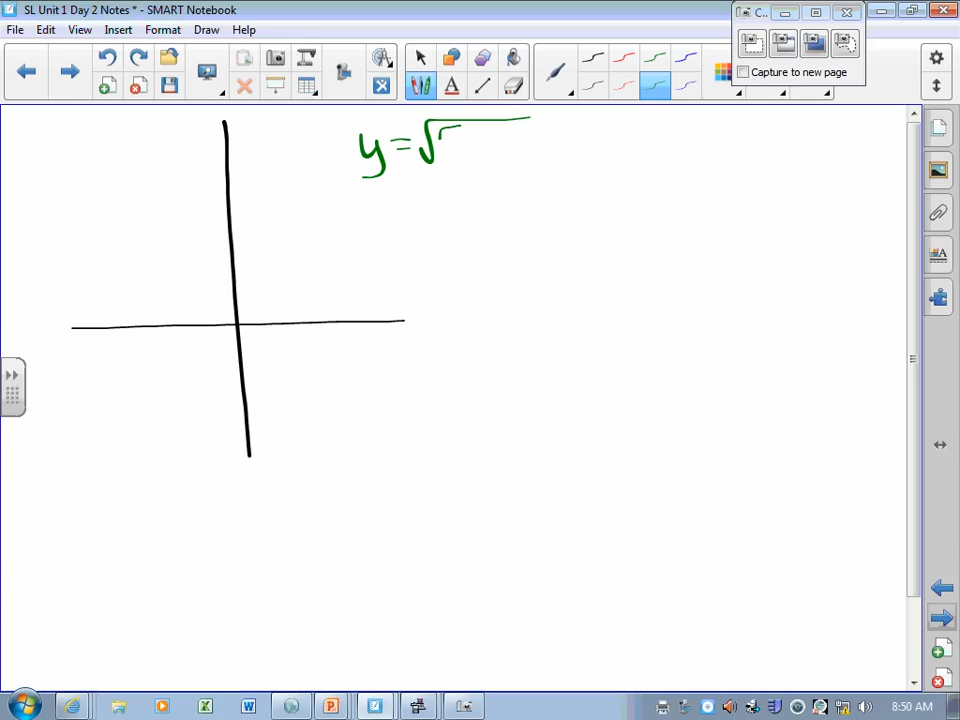 SL Unit 1 Day 2 Notes * - SMART Notebook
C..
File Edit View Insert Format Draw Help
Capture to new page
y = √
8:50 AM